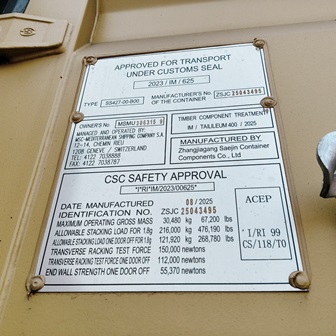 APPROVED FOR TRANSPORT
UNDER CUSTOMS SEAL
2023 / IM / 625
TYPE SS427-00-B00 MANUFACTURER'S No. OF THE CONTAINER ZSJC 25043495
OWNER'S No. MSMU 306315 9
MANAGED AND OPERATED BY:
MSC-MEDITERRANEAN SHIPPING COMPANY S.A.
12-14, CHEMIN RIEU
1208 GENEVE / SWITZERLAND
TEL: 4122 7038888
FAX: 4122 7038787
TIMBER COMPONENT TREATMENT
IM / TAILILEUM 400 / 2025
MANUFACTURED BY
Zhangjiagang Saejin Container
Components Co., Ltd
CSC SAFETY APPROVAL
*I*RI*IM/2023/00625*
DATE MANUFACTURED 08 / 2025
IDENTIFICATION NO. ZSJC 25043495
MAXIMUM OPERATING GROSS MASS 30,480 kg 67,200 lbs
ALLOWABLE STACKING LOAD FOR 1.8g 216,000 kg 476,190 lbs
ALLOWABLE STACKING ONE DOOR OFF FOR 1.8g 121,920 kg 268,780 lbs
TRANSVERSE RACKING TEST FORCE 150,000 newtons
TRANSVERSE RACKING TEST FORCE ONE DOOR OFF 112,000 newtons
END WALL STRENGTH ONE DOOR OFF 55,370 newtons
ACEP
I/RI 99
CS/118/TO